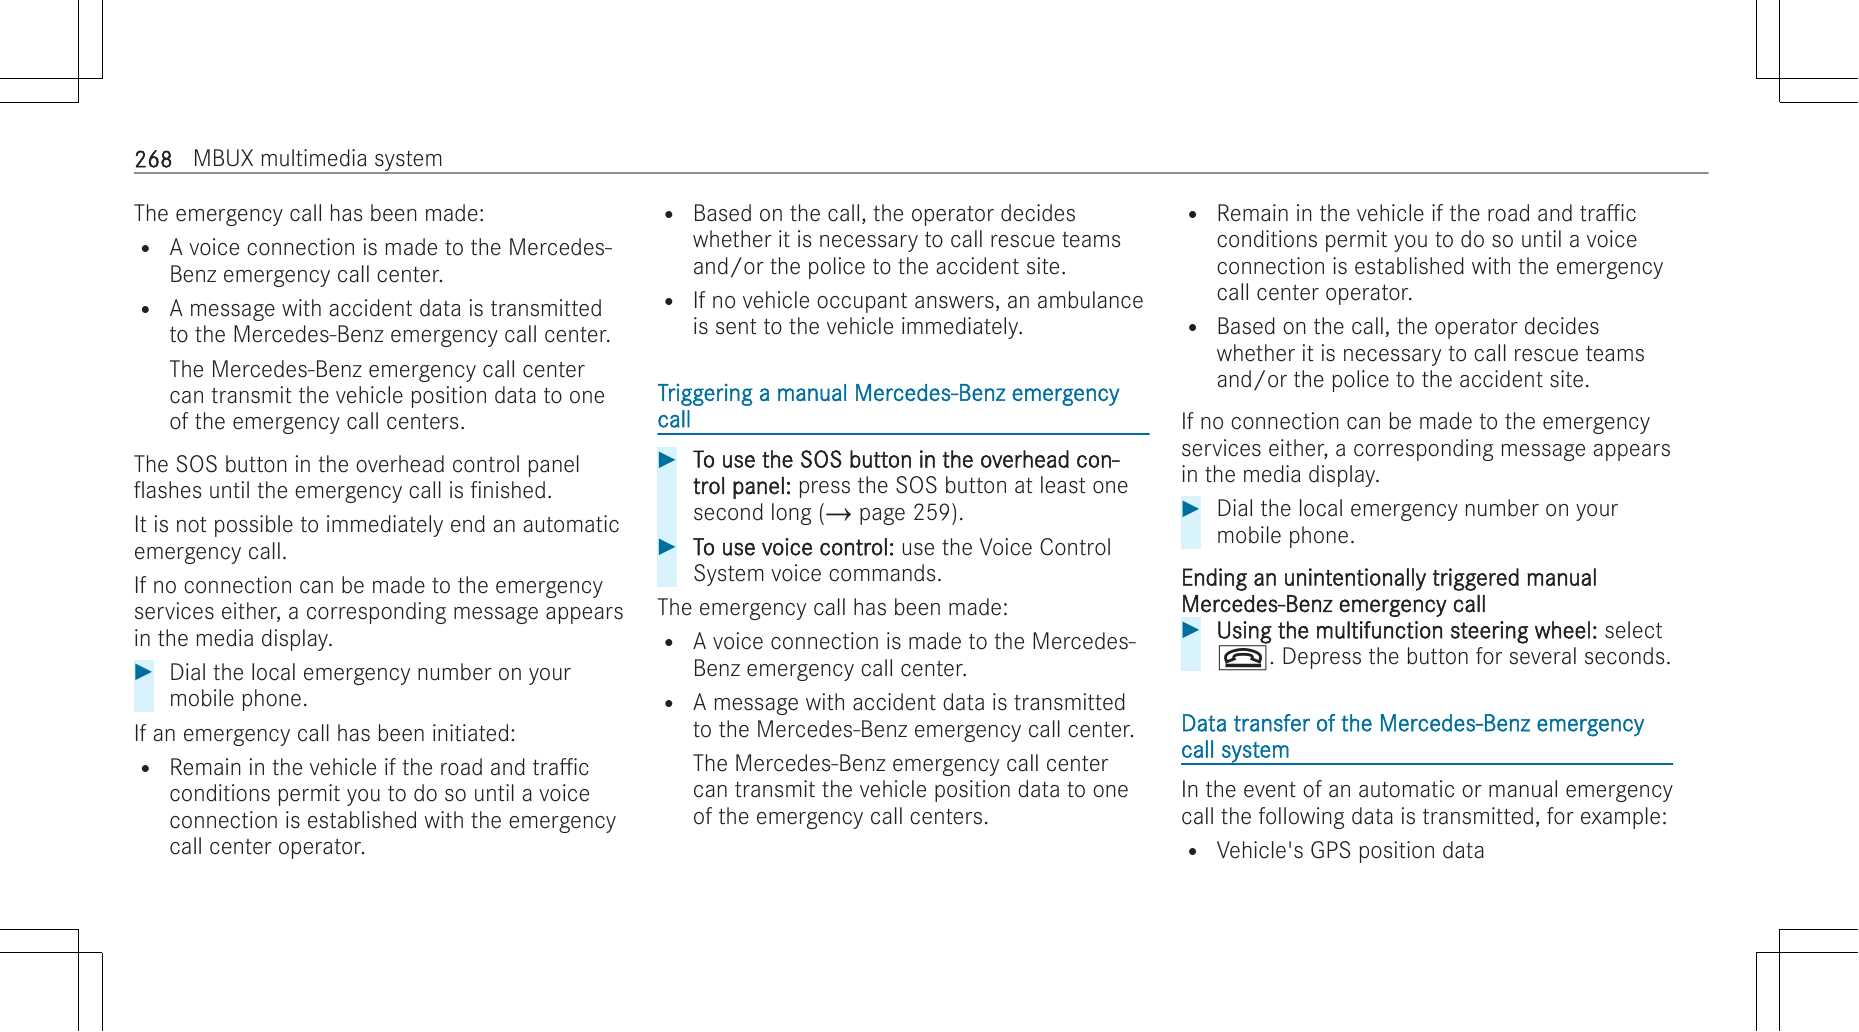 268 MBUX multimedia system
The emergency call has been made:
• A voice connection is made to the Mercedes-
Benz emergency call center.
• A message with accident data is transmitted
to the Mercedes-Benz emergency call center.
The Mercedes-Benz emergency call center
can transmit the vehicle position data to one
of the emergency call centers.
The SOS button in the overhead control panel
flashes until the emergency call is finished.
It is not possible to immediately end an automatic
emergency call.
If no connection can be made to the emergency
services either, a corresponding message appears
in the media display.
▶ Dial the local emergency number on your
mobile phone.
If an emergency call has been initiated:
• Remain in the vehicle if the road and traffic
conditions permit you to do so until a voice
connection is established with the emergency
call center operator.
• Based on the call, the operator decides
whether it is necessary to call rescue teams
and/or the police to the accident site.
• If no vehicle occupant answers, an ambulance
is sent to the vehicle immediately.
Triggering a manual Mercedes-Benz emergency
call
▶ To use the SOS button in the overhead con-
trol panel: press the SOS button at least one
second long (→ page 259).
▶ To use voice control: use the Voice Control
System voice commands.
The emergency call has been made:
• A voice connection is made to the Mercedes-
Benz emergency call center.
• A message with accident data is transmitted
to the Mercedes-Benz emergency call center.
The Mercedes-Benz emergency call center
can transmit the vehicle position data to one
of the emergency call centers.
• Remain in the vehicle if the road and traffic
conditions permit you to do so until a voice
connection is established with the emergency
call center operator.
• Based on the call, the operator decides
whether it is necessary to call rescue teams
and/or the police to the accident site.
If no connection can be made to the emergency
services either, a corresponding message appears
in the media display.
▶ Dial the local emergency number on your
mobile phone.
Ending an unintentionally triggered manual
Mercedes-Benz emergency call
▶ Using the multifunction steering wheel: select
. Depress the button for several seconds.
Data transfer of the Mercedes-Benz emergency
call system
In the event of an automatic or manual emergency
call the following data is transmitted, for example:
• Vehicle's GPS position data